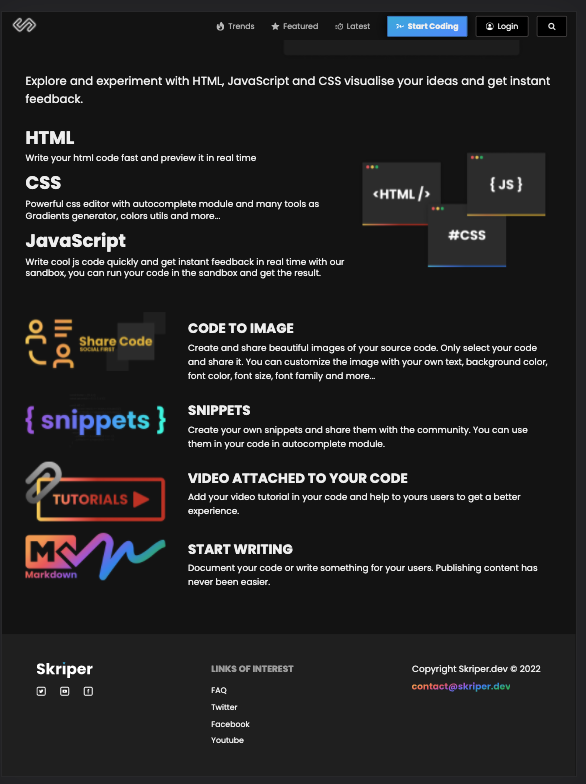 Trends
Featured
Latest
Start Coding
Login
Explore and experiment with HTML, JavaScript and CSS visualise your ideas and get instant
feedback.
HTML
Write your html code fast and preview it in real time
CSS
Powerful css editor with autocomplete module and many tools as
Gradients generator, colors utils and more...
JavaScript
Write cool js code quickly and get instant feedback in real time with our
sandbox, you can run your code in the sandbox and get the result.
<HTML/>
{ JS }
#CSS
Share Code
SOCIAL FIRST
CODE TO IMAGE
Create and share beautiful images of your source code. Only select your code
and share it. You can customize the image with your own text, background color,
font color, font size, font family and more...
{ snippets }
SNIPPETS
Create your own snippets and share them with the community. You can use
them in your code in autocomplete module.
TUTORIALS
VIDEO ATTACHED TO YOUR CODE
Add your video tutorial in your code and help to yours users to get a better
experience.
M
Markdown
START WRITING
Document your code or write something for your users. Publishing content has
never been easier.
Skriper
LINKS OF INTEREST
FAQ
Twitter
Facebook
Youtube
Copyright Skriper.dev © 2022
contact@skriper.dev